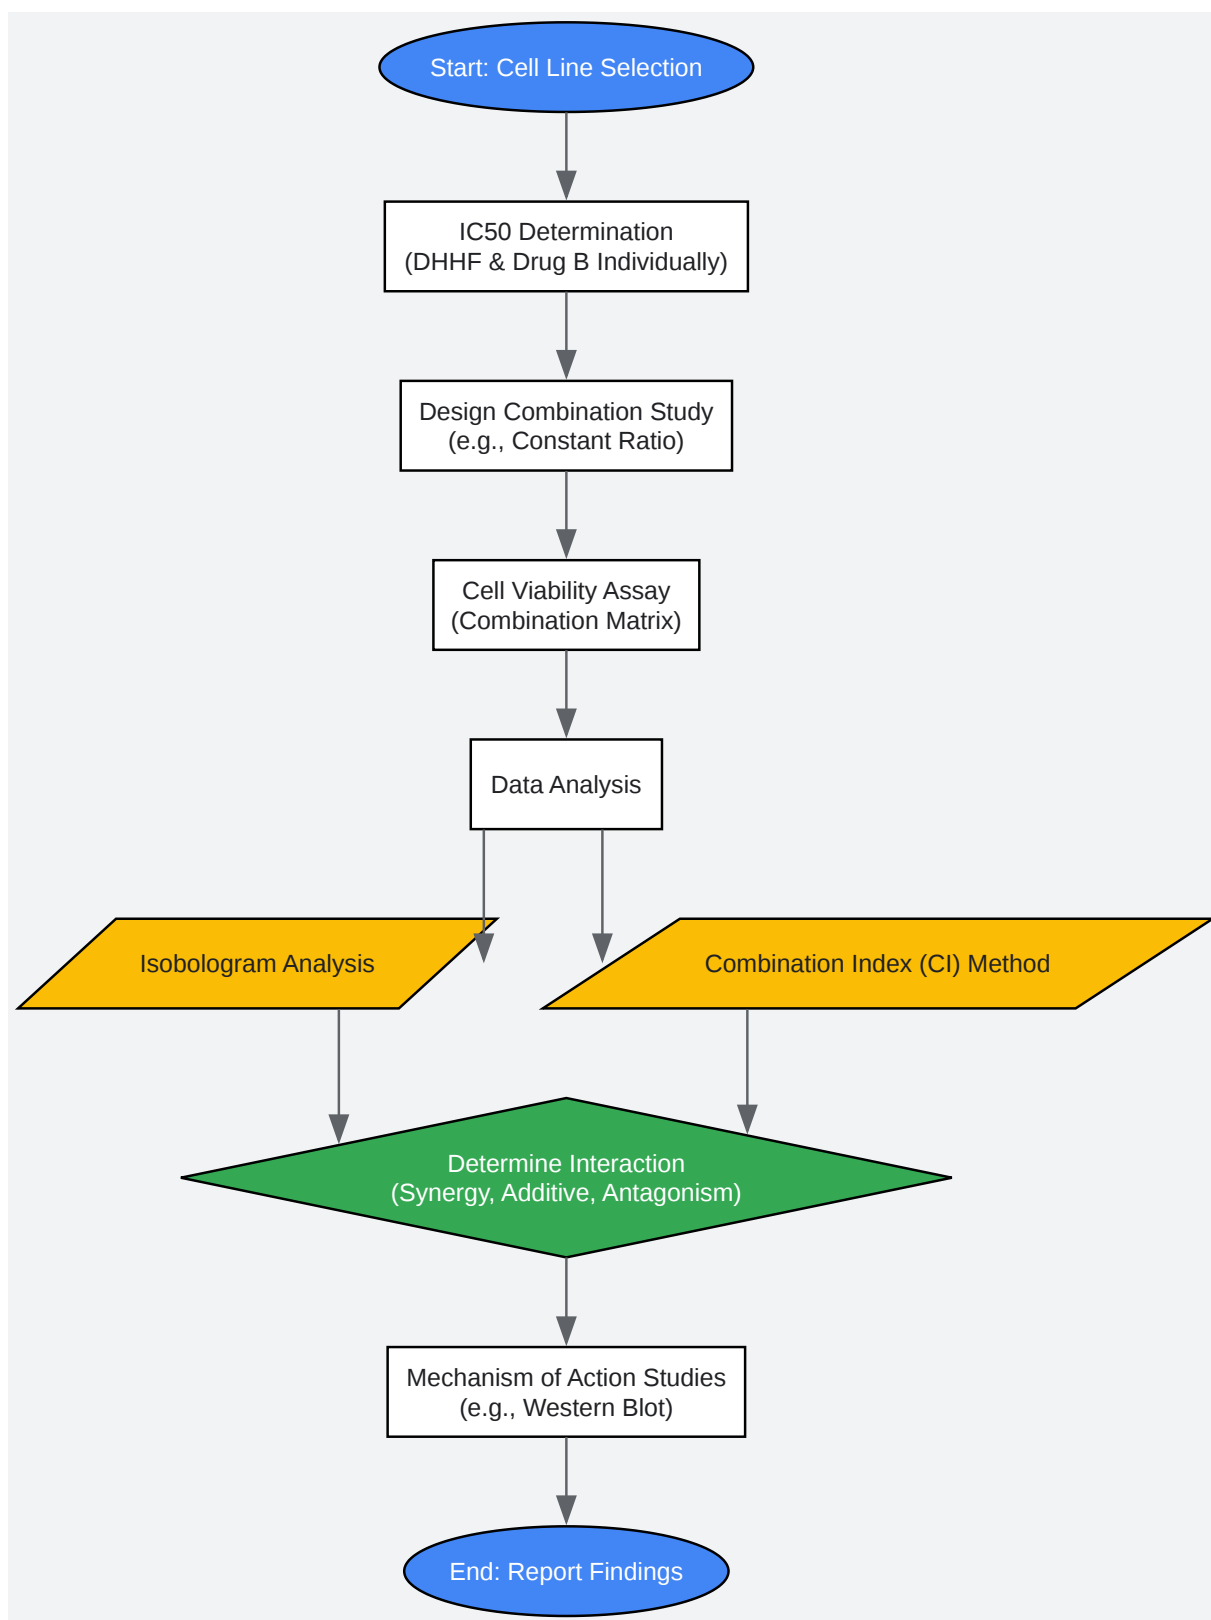 Start: Cell Line Selection
IC50 Determination
(DHHF & Drug B Individually)
Design Combination Study
(e.g., Constant Ratio)
Cell Viability Assay
(Combination Matrix)
Data Analysis
Isobologram Analysis
Combination Index (CI) Method
Determine Interaction
(Synergy, Additive, Antagonism)
Mechanism of Action Studies
(e.g., Western Blot)
End: Report Findings